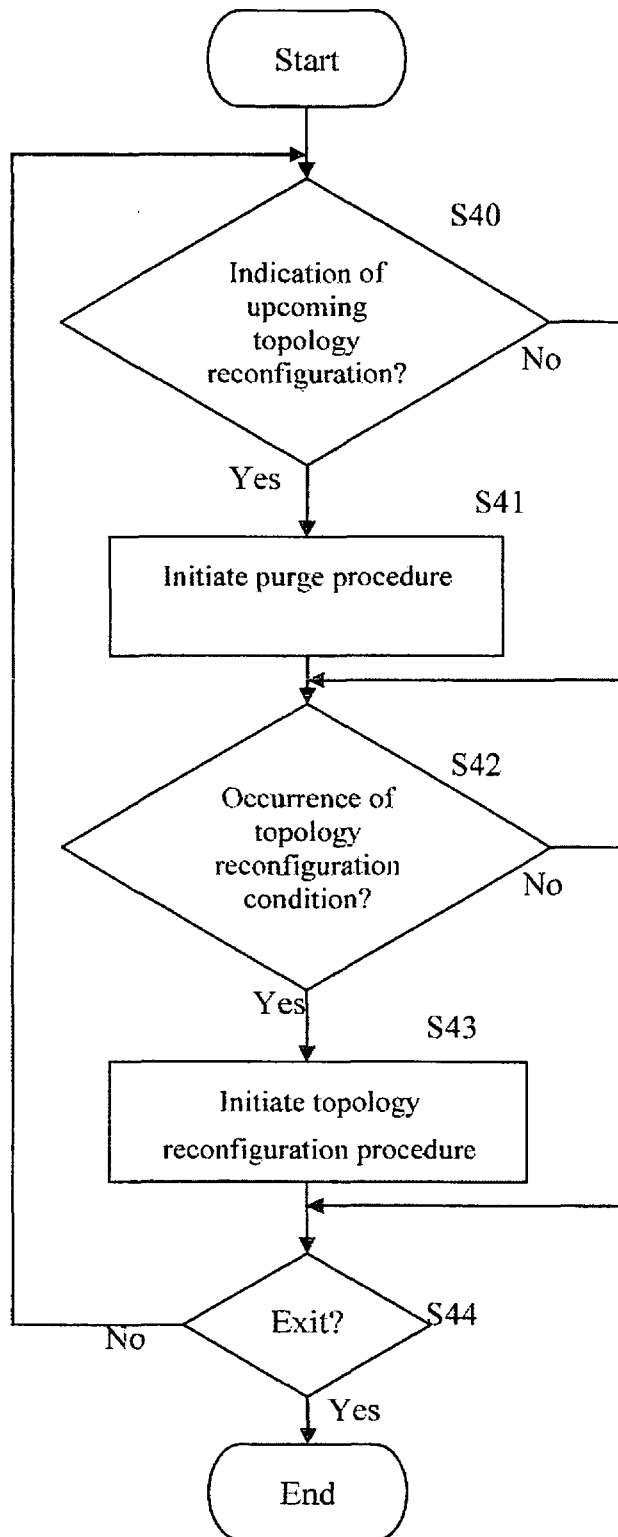 Start
S40
Indication of
upcoming
topology
reconfiguration?
No
Yes
S41
Initiate purge procedure
S42
Occurrence of
topology
reconfiguration
condition?
No
Yes
S43
Initiate topology
reconfiguration procedure
Exit?
S44
No
Yes
End